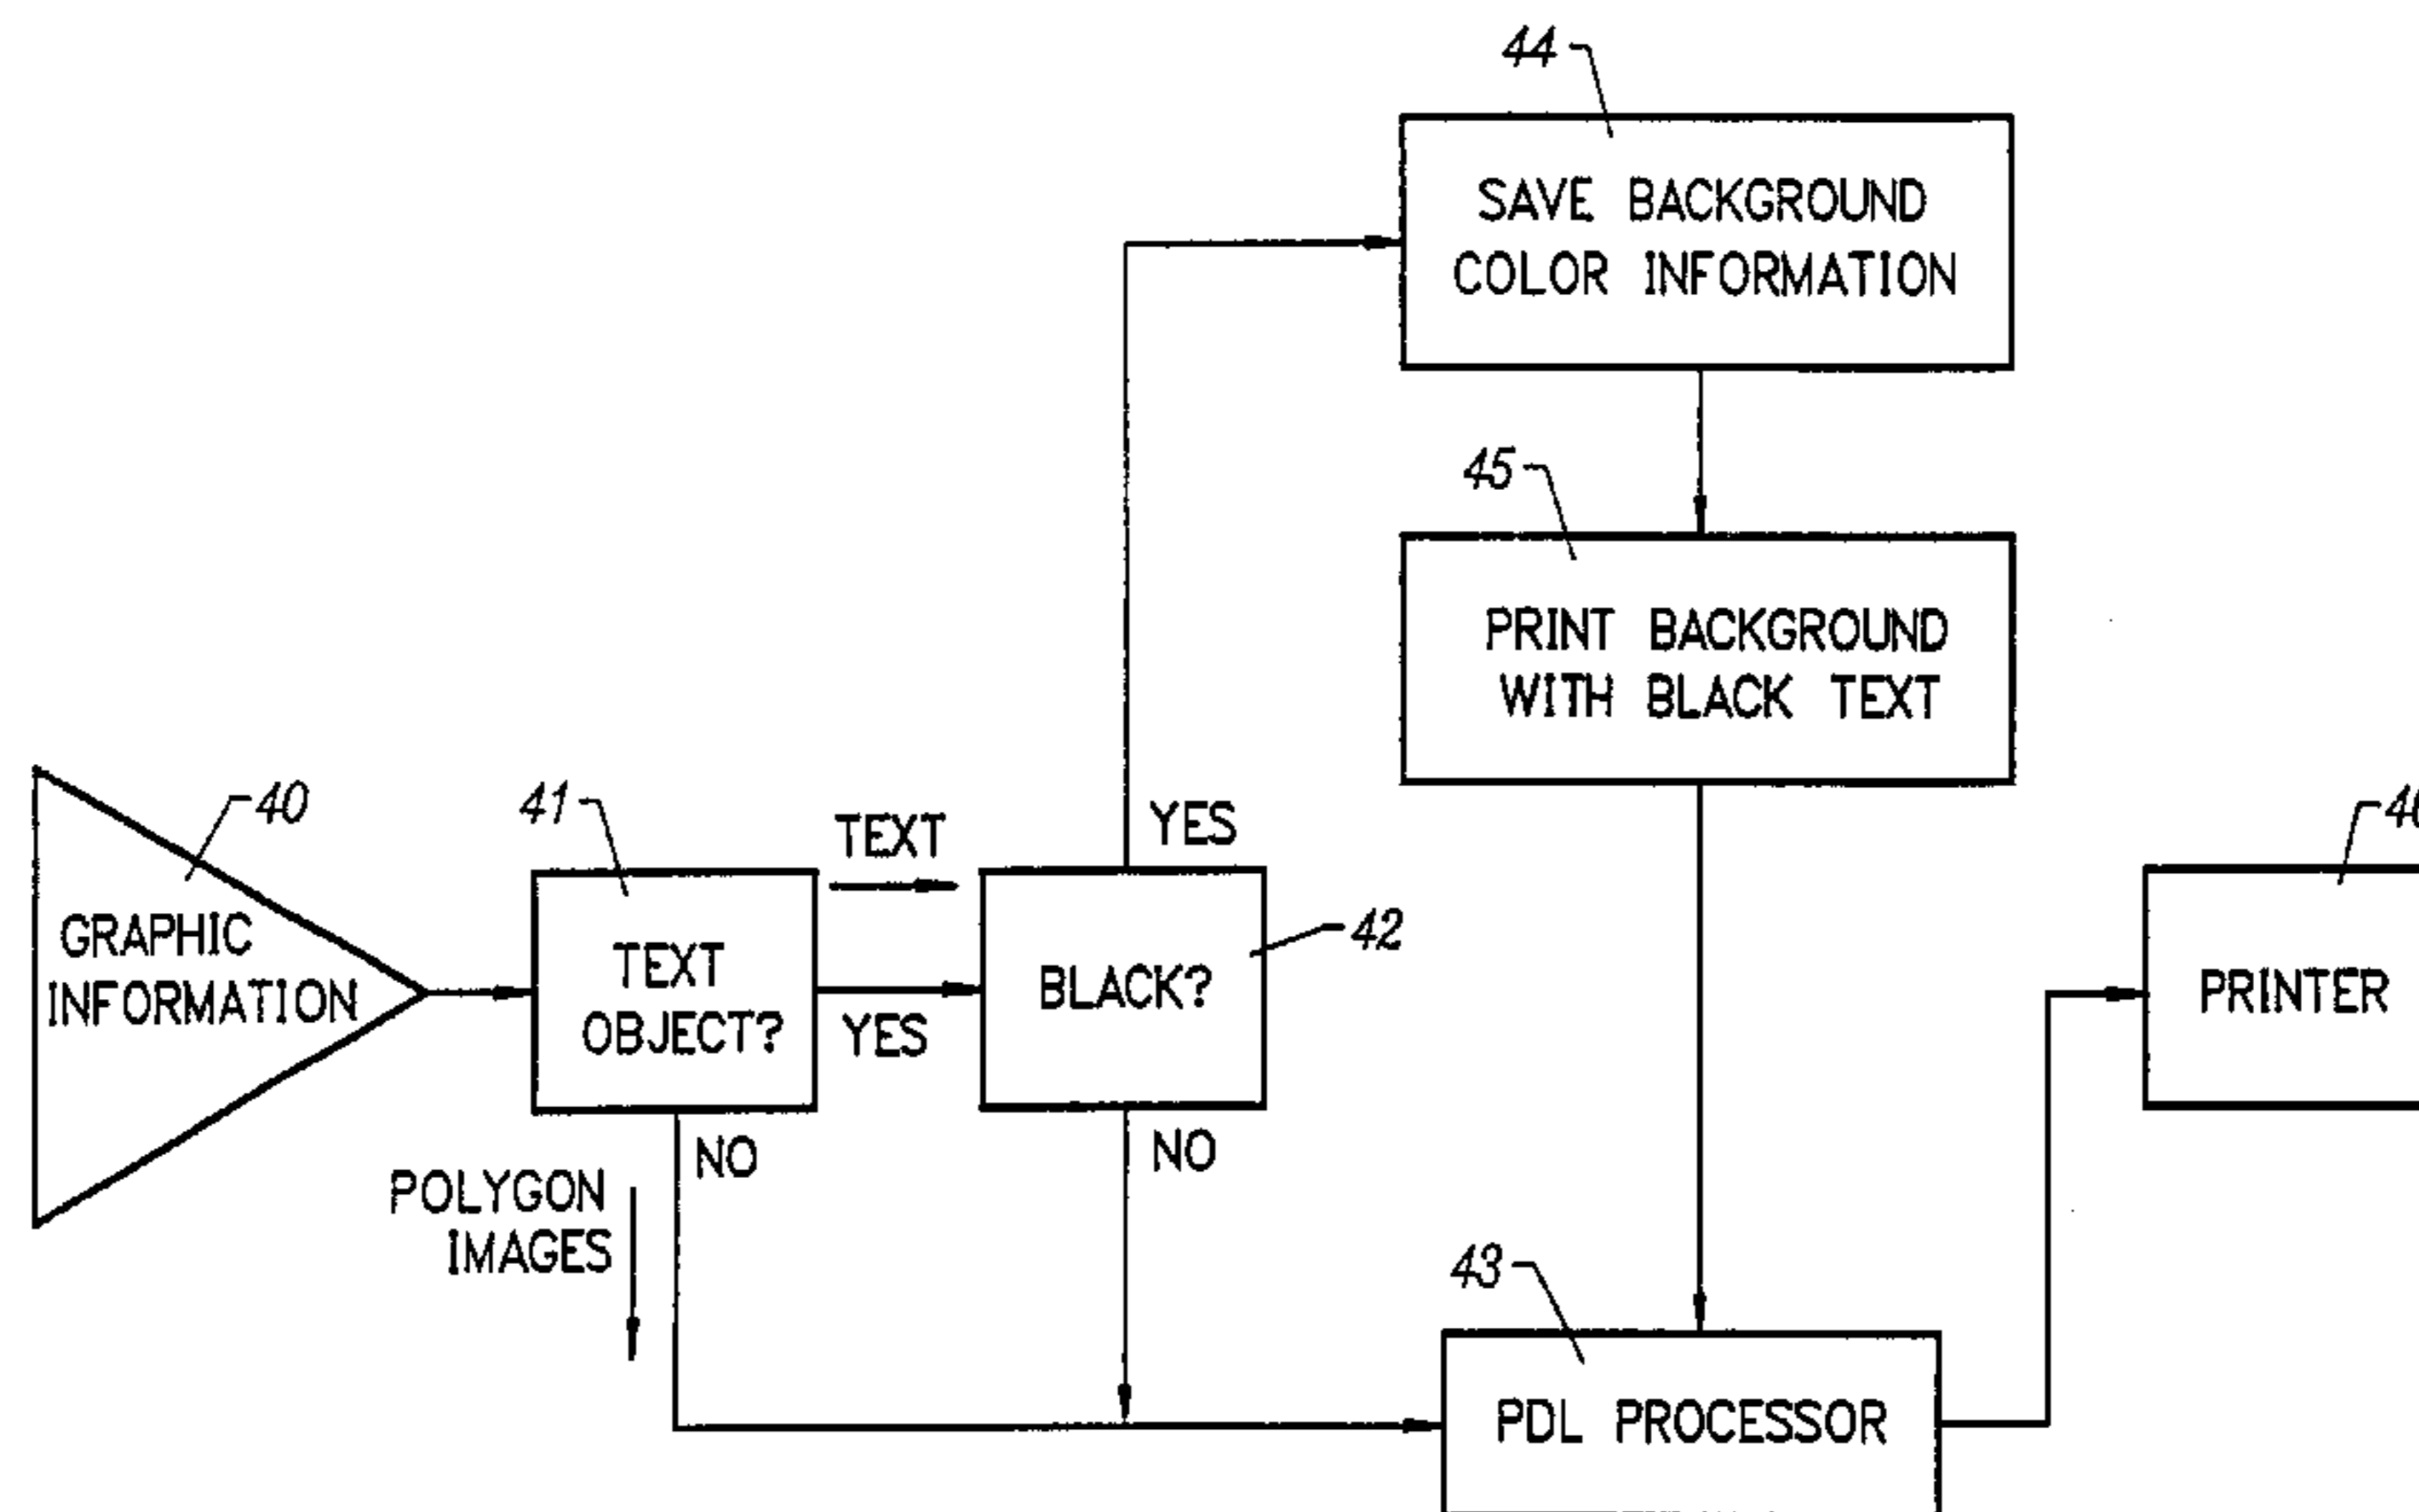 44
SAVE BACKGROUND
COLOR INFORMATION
45
PRINT BACKGROUND
WITH BLACK TEXT
40
GRAPHIC
INFORMATION
41
TEXT
OBJECT?
TEXT
YES
YES
BLACK?
42
NO
POLYGON
IMAGES
NO
43
PDL PROCESSOR
PRINTER